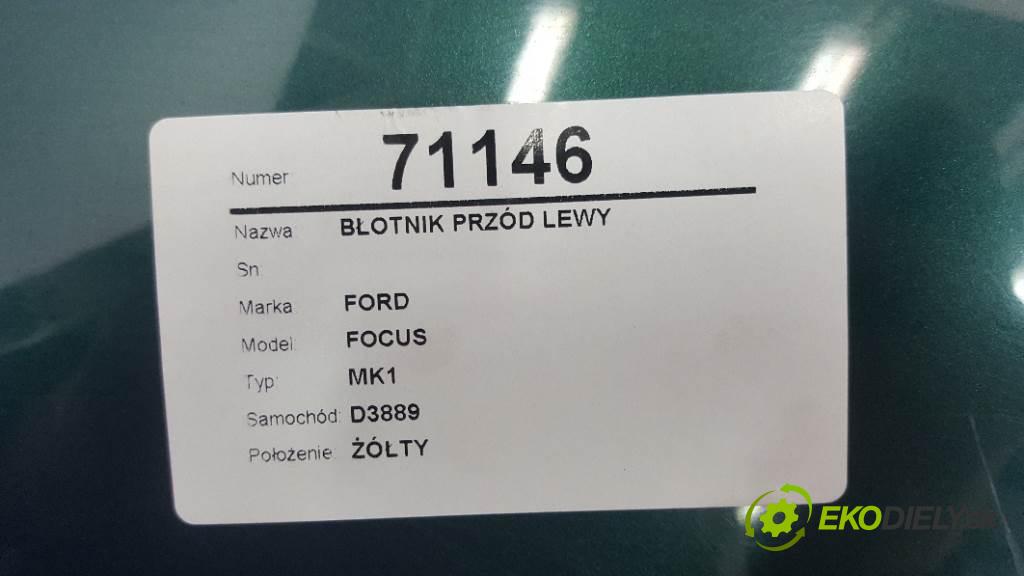 Numer 71146
Nazwa BŁOTNIK PRZÓD LEWY
Sn:
Marka FORD
Model: FOCUS
Typ: MK1
Samochód: D3889
Położenie: ŻÓŁTY
EKODIELY